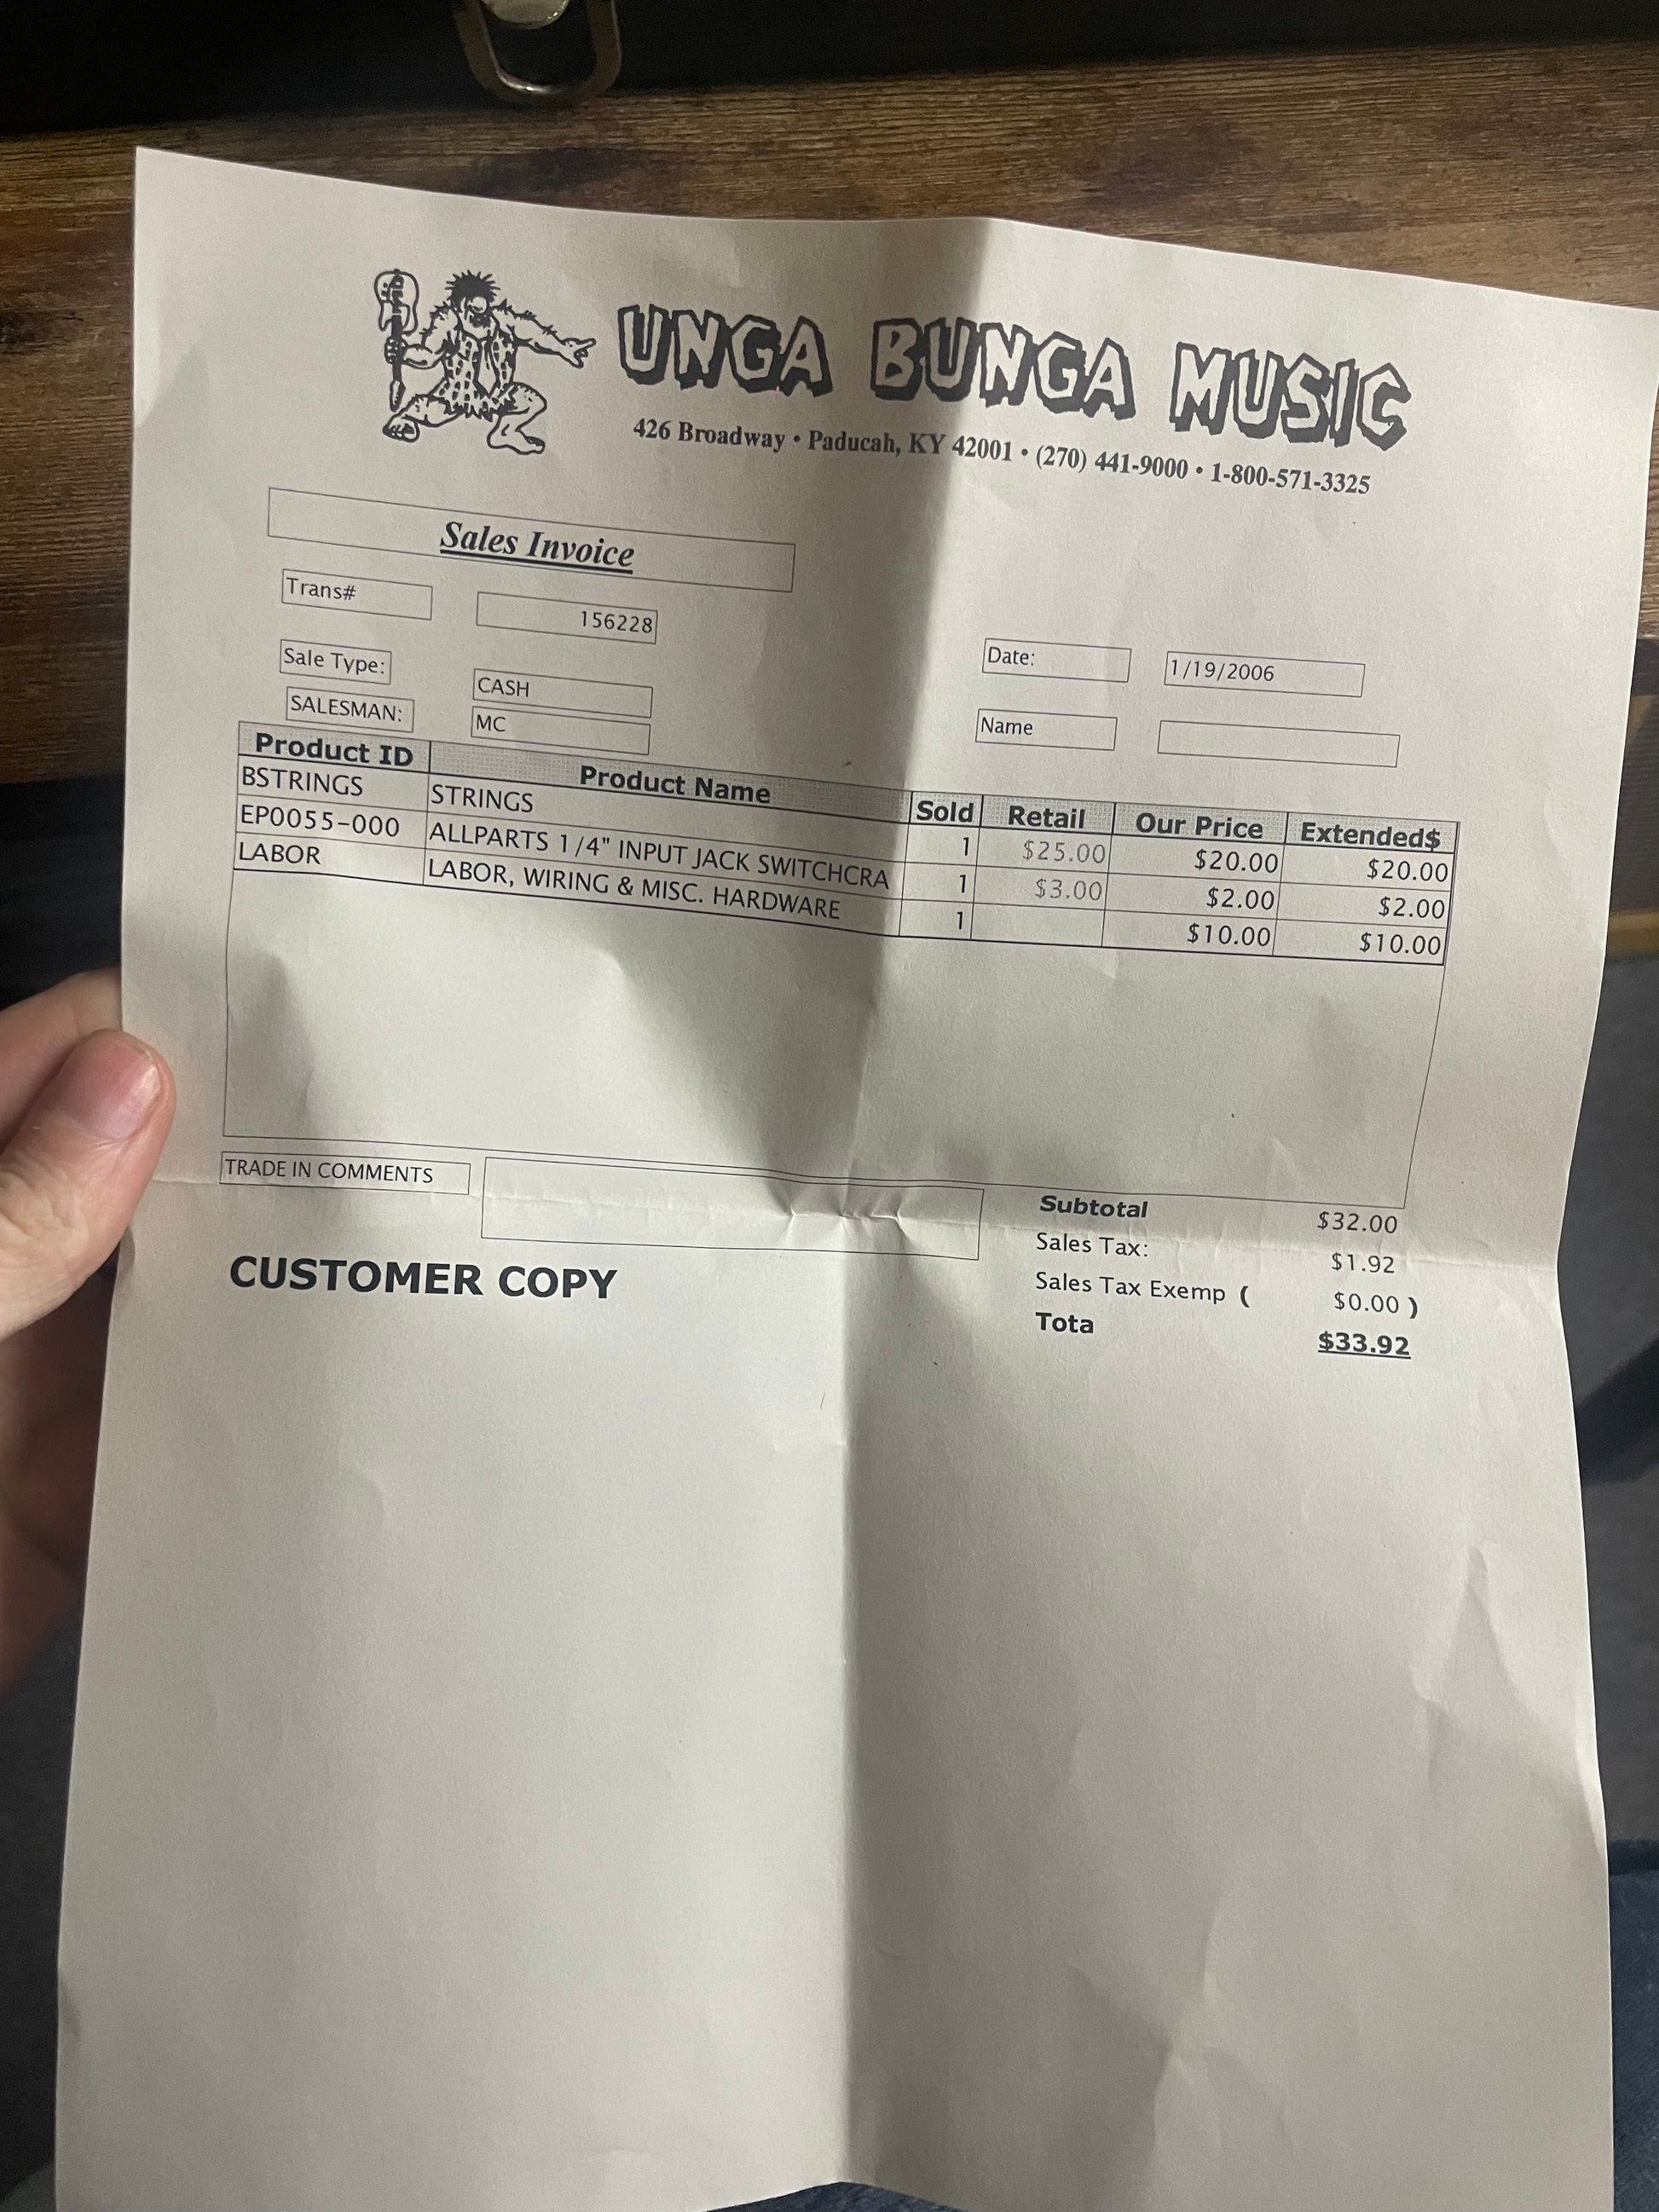 UNGA BUNGA MUSIC
426 Broadway • Paducah, KY 42001 • (270) 441-9000 • 1-800-571-3325
Sales Invoice
Trans# 156228
Date: 1/19/2006
Sale Type: CASH
SALESMAN: MC
Name
Product ID Product Name Sold Retail Our Price Extended$
BSTRINGS STRINGS 1 $25.00 $20.00 $20.00
EP0055-000 ALLPARTS 1/4" INPUT JACK SWITCHCRA 1 $3.00 $2.00 $2.00
LABOR LABOR, WIRING & MISC. HARDWARE 1 $10.00 $10.00
TRADE IN COMMENTS
Subtotal $32.00
Sales Tax: $1.92
Sales Tax Exemp ( $0.00 )
Tota $33.92
CUSTOMER COPY